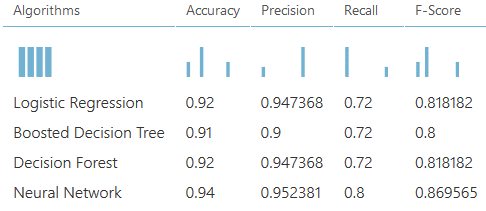 Algorithms Accuracy Precision Recall F-Score
Logistic Regression 0.92 0.947368 0.72 0.818182
Boosted Decision Tree 0.91 0.9 0.72 0.8
Decision Forest 0.92 0.947368 0.72 0.818182
Neural Network 0.94 0.952381 0.8 0.869565